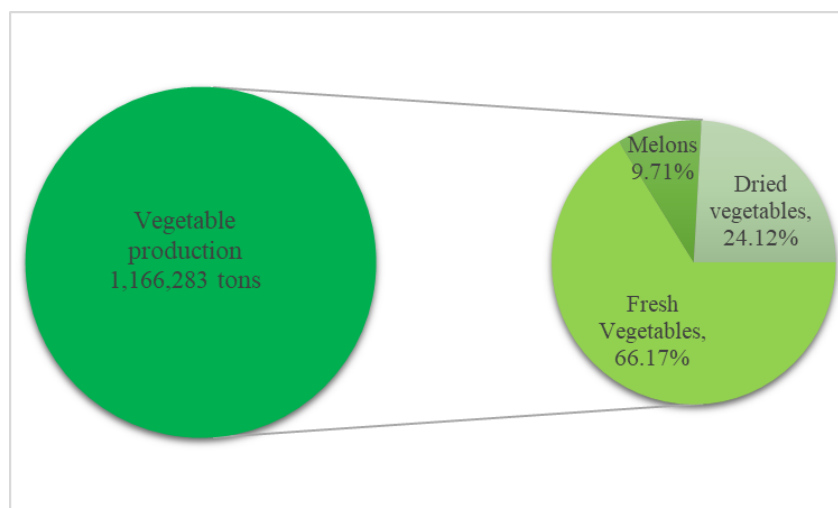 Vegetable
production
1,166,283 tons
Melons
9.71%
Dried
vegetables,
24.12%
Fresh
Vegetables,
66.17%